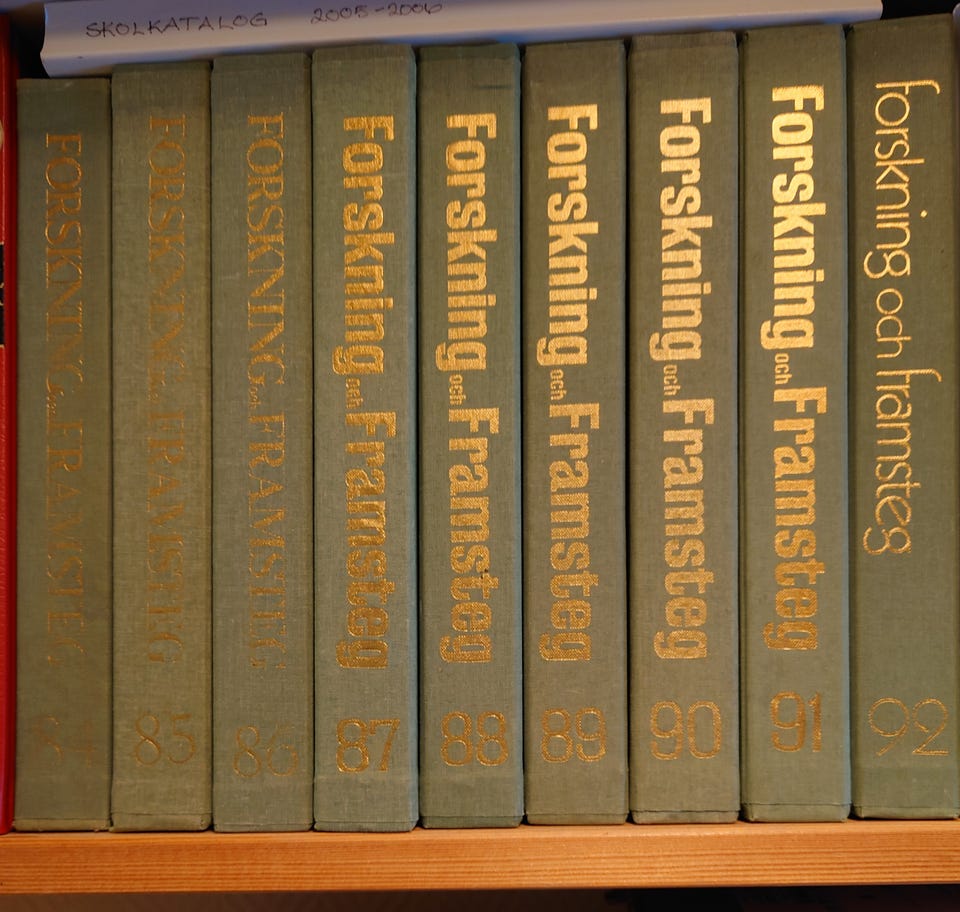 SKOLKATALOG 2005-2006
FORSKNING och FRAMSTEG
FORSKNING och FRAMSTEG 85
FORSKNING och FRAMSTEG 86
Forskning och Framsteg 87
Forskning och Framsteg 88
Forskning och Framsteg 89
Forskning och Framsteg 90
Forskning och Framsteg 91
forskning och framsteg 92